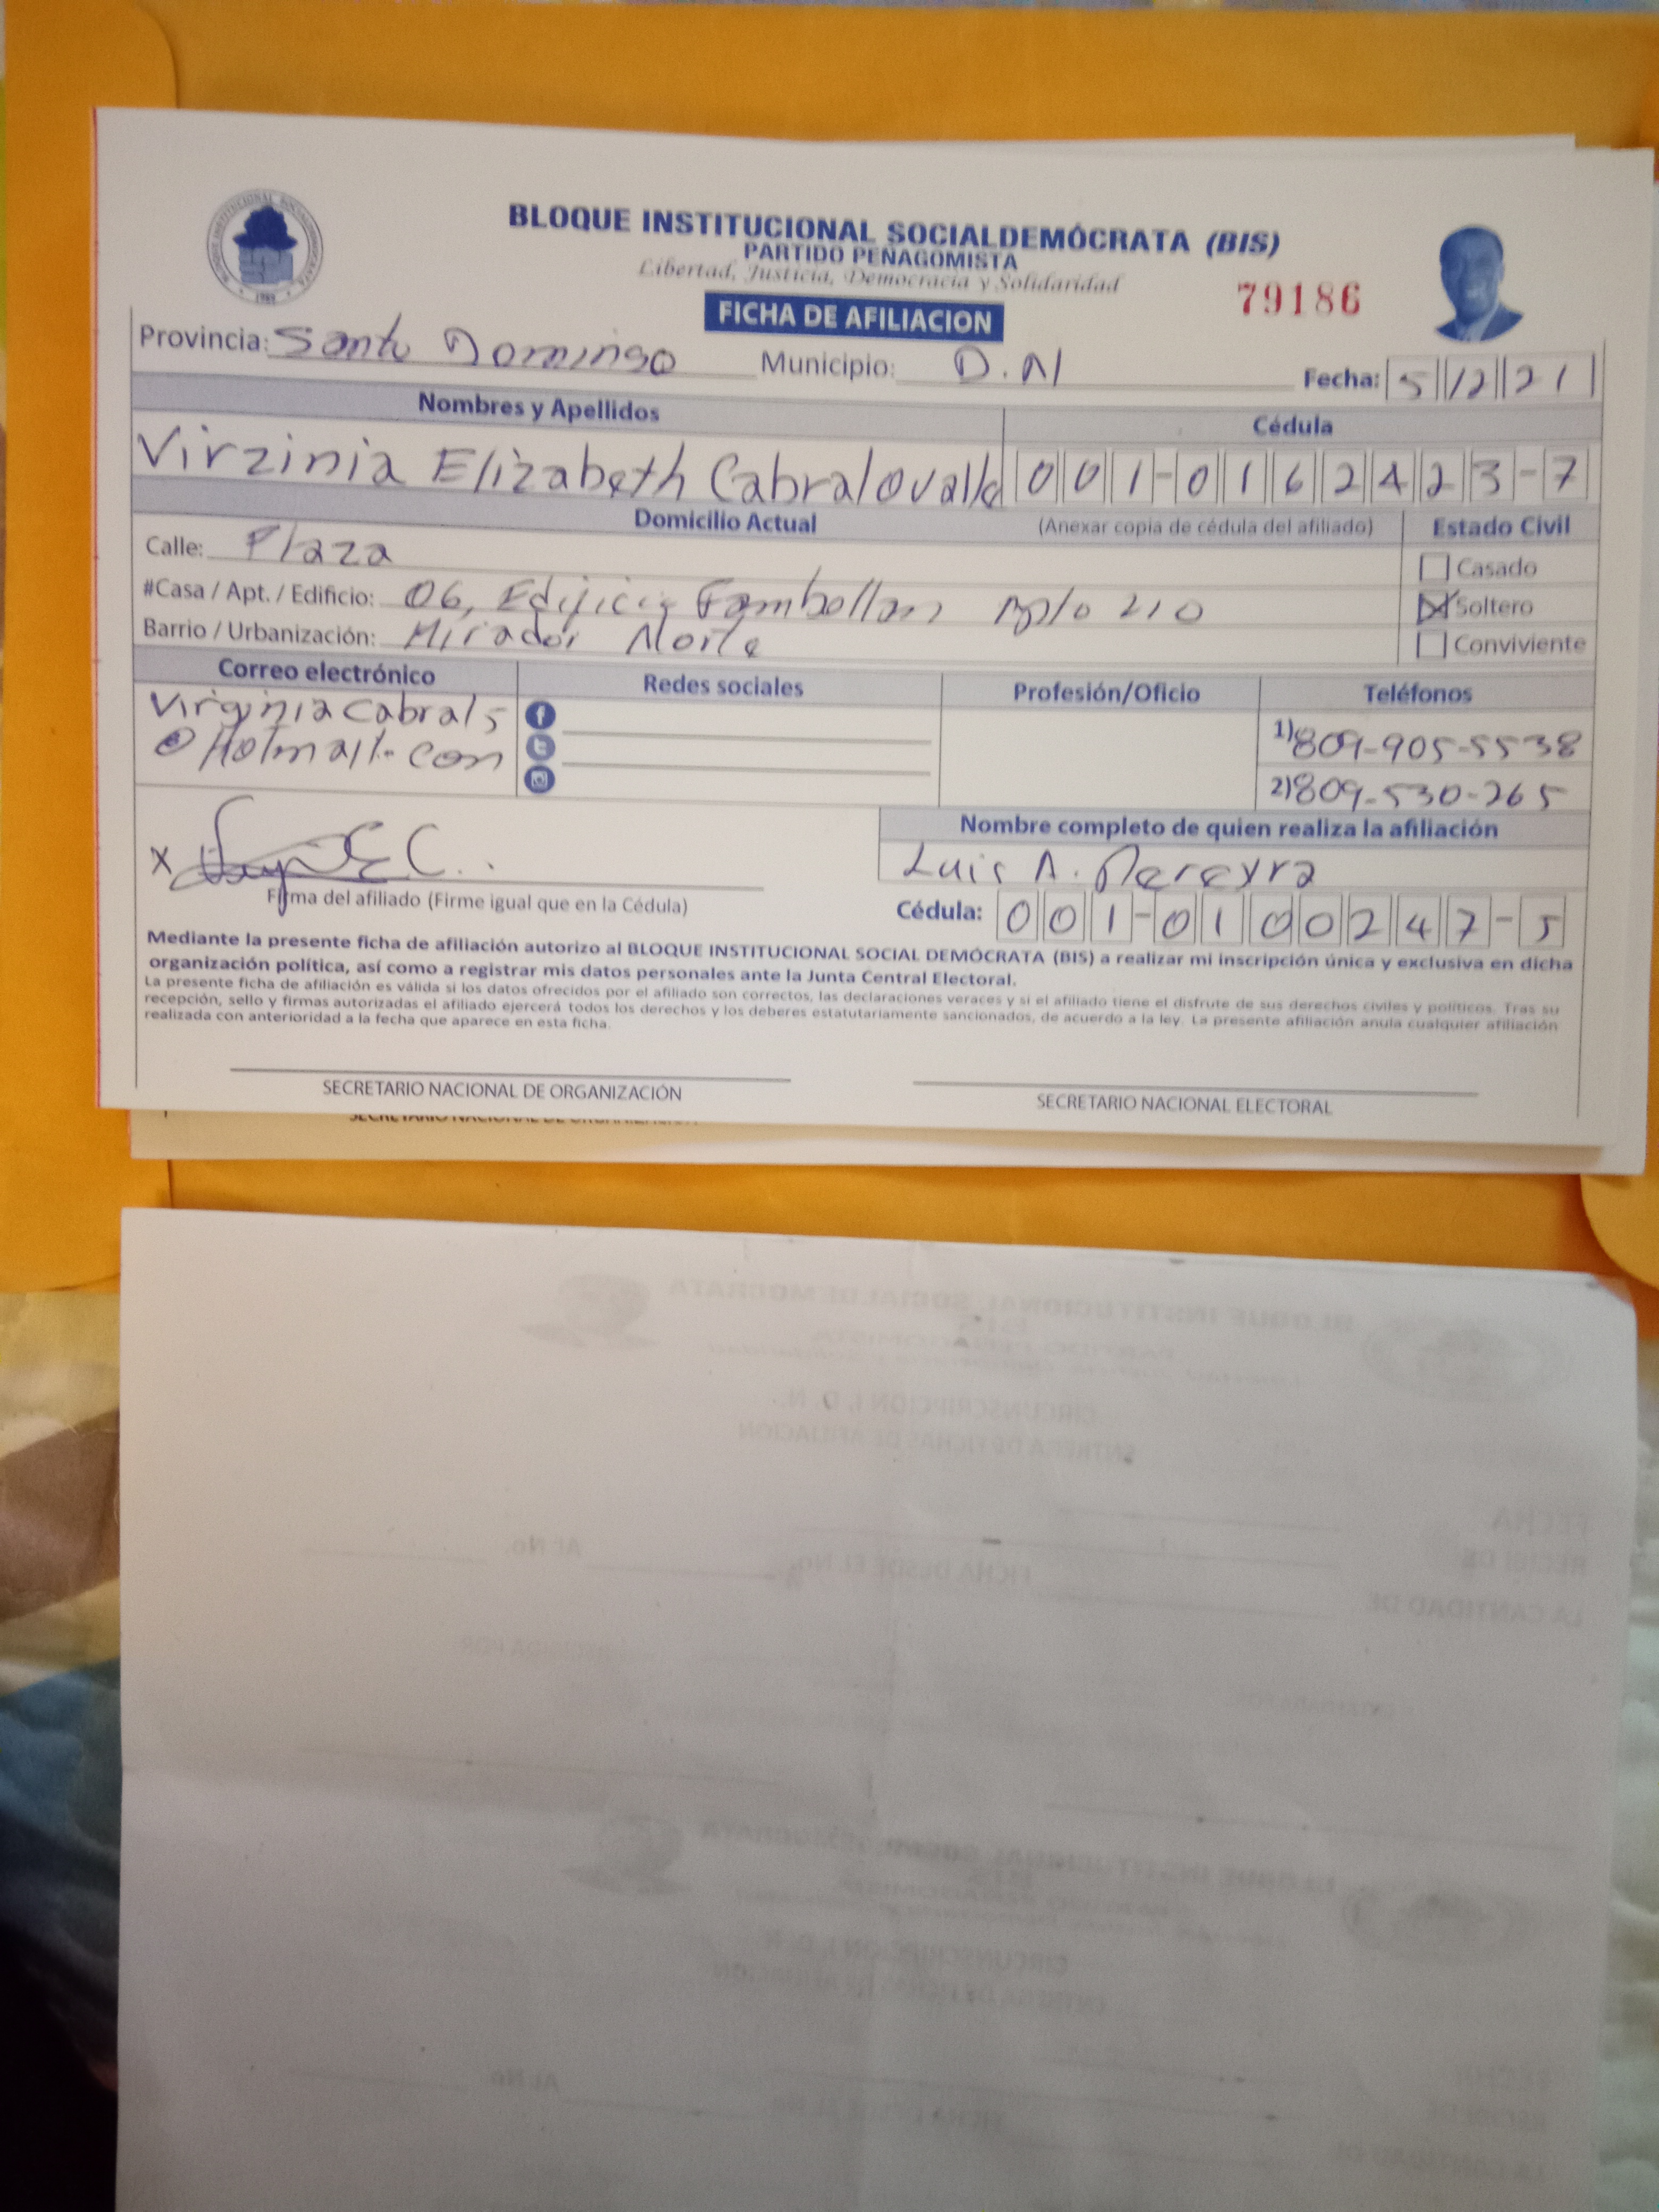 BLOQUE INSTITUCIONAL SOCIALDEMÓCRATA (BIS)
PARTIDO PEÑAGOMISTA
Libertad, Justicia, Democracia y Solidaridad
79186
FICHA DE AFILIACION
Provincia: Santo Domingo Municipio: D.N Fecha: 5 12 21
Nombres y Apellidos Cédula
Virzinia Elizabeth Cabral Ovalle 001-0162423-7
Domicilio Actual (Anexar copia de cédula del afiliado) Estado Civil
Calle: Plaza
Casado
#Casa / Apt. / Edificio: 06, Edificio 210
Soltero
Barrio / Urbanización: Mirador Norte
Conviviente
Correo electrónico Redes sociales Profesión/Oficio Teléfonos
Virginiacabral5
@Hotmail.com
1) 809-905-5538
2) 809-530-265
Nombre completo de quien realiza la afiliación
X
Luis A. Pereyra
Firma del afiliado (Firme igual que en la Cédula)
Cédula: 001-0100247-5
Mediante la presente ficha de afiliación autorizo al BLOQUE INSTITUCIONAL SOCIAL DEMÓCRATA (BIS) a realizar mi inscripción única y exclusiva en dicha
organización política, así como a registrar mis datos personales ante la Junta Central Electoral.
La presente ficha de afiliación es válida si los datos ofrecidos por el afiliado son correctos, las declaraciones veraces y si el afiliado tiene el disfrute de sus derechos civiles y políticos. Tras su
recepción, sello y firmas autorizadas el afiliado ejercerá todos los derechos y los deberes estatutariamente sancionados, de acuerdo a la ley. La presente afiliación anula cualquier afiliación
realizada con anterioridad a la fecha que aparece en esta ficha.
SECRETARIO NACIONAL DE ORGANIZACIÓN
SECRETARIO NACIONAL ELECTORAL